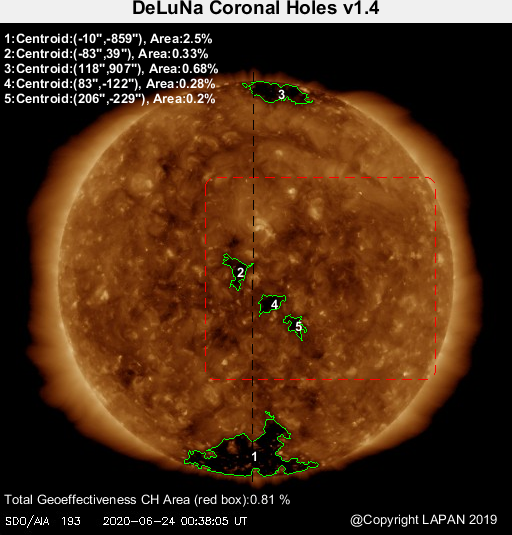 DeLuNa Coronal Holes v1.4
1:Centroid:(-10",-859"), Area:2.5%
2:Centroid:(-83",39"), Area:0.33%
3:Centroid:(118",907"), Area:0.68%
4:Centroid:(83",-122"), Area:0.28%
5:Centroid:(206",-229"), Area:0.2%
3
2
4
5
1
Total Geoeffectiveness CH Area (red box):0.81 %
SDO/AIA 193 2020-06-24 00:38:05 UT
@Copyright LAPAN 2019